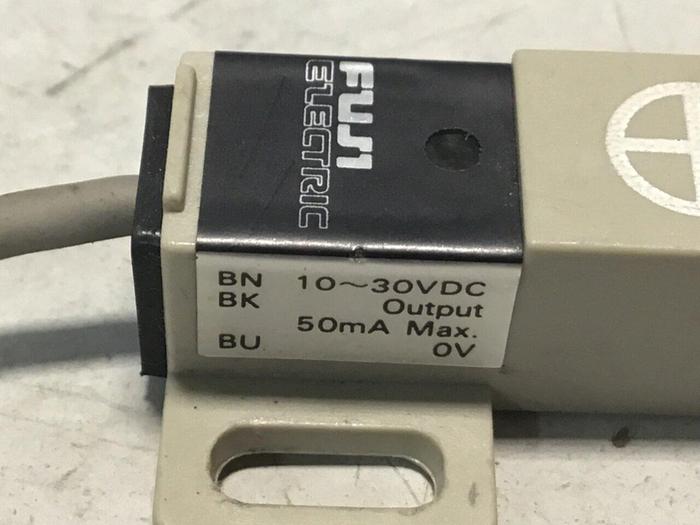 FUJI
ELECTRIC
BN 10~30VDC
BK Output
50mA Max.
BU 0V